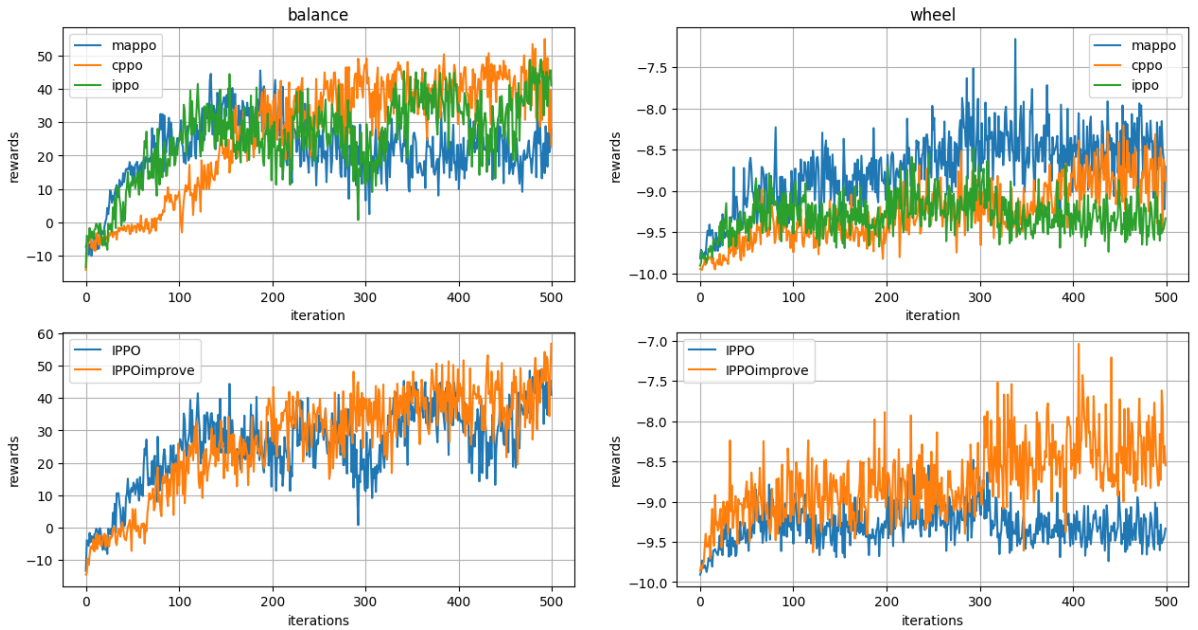 balance
50
40
30
20
10
0
−10
rewards
mappo
cppo
ippo
0 100 200 300 400 500
iteration
wheel
−7.5
−8.0
−8.5
−9.0
−9.5
−10.0
rewards
mappo
cppo
ippo
0 100 200 300 400 500
iteration
60
50
40
30
20
10
0
−10
rewards
IPPO
IPPOimprove
0 100 200 300 400 500
iterations
−7.0
−7.5
−8.0
−8.5
−9.0
−9.5
−10.0
rewards
IPPO
IPPOimprove
0 100 200 300 400 500
iterations